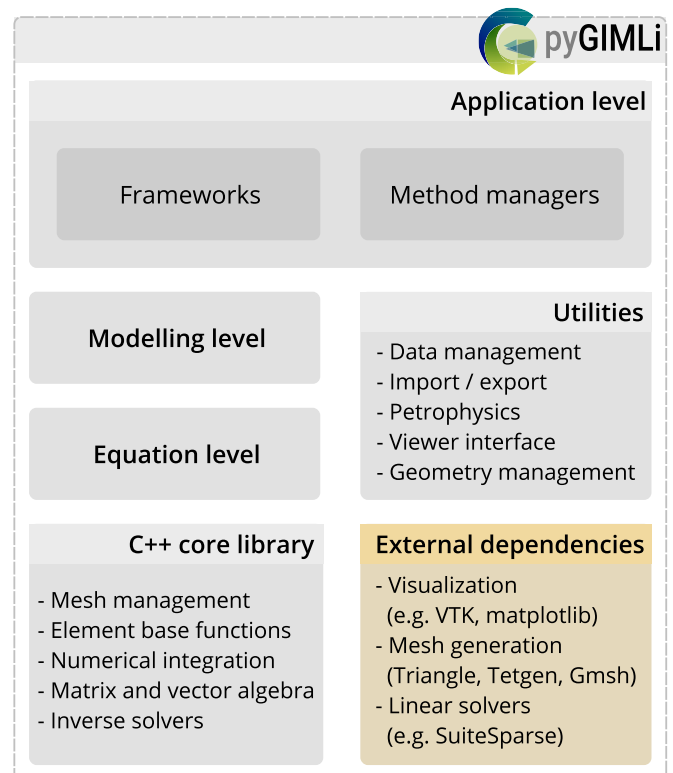 pyGIMLi
Application level
Frameworks
Method managers
Modelling level
Equation level
Utilities
- Data management
- Import / export
- Petrophysics
- Viewer interface
- Geometry management
C++ core library
- Mesh management
- Element base functions
- Numerical integration
- Matrix and vector algebra
- Inverse solvers
External dependencies
- Visualization
(e.g. VTK, matplotlib)
- Mesh generation
(Triangle, Tetgen, Gmsh)
- Linear solvers
(e.g. SuiteSparse)